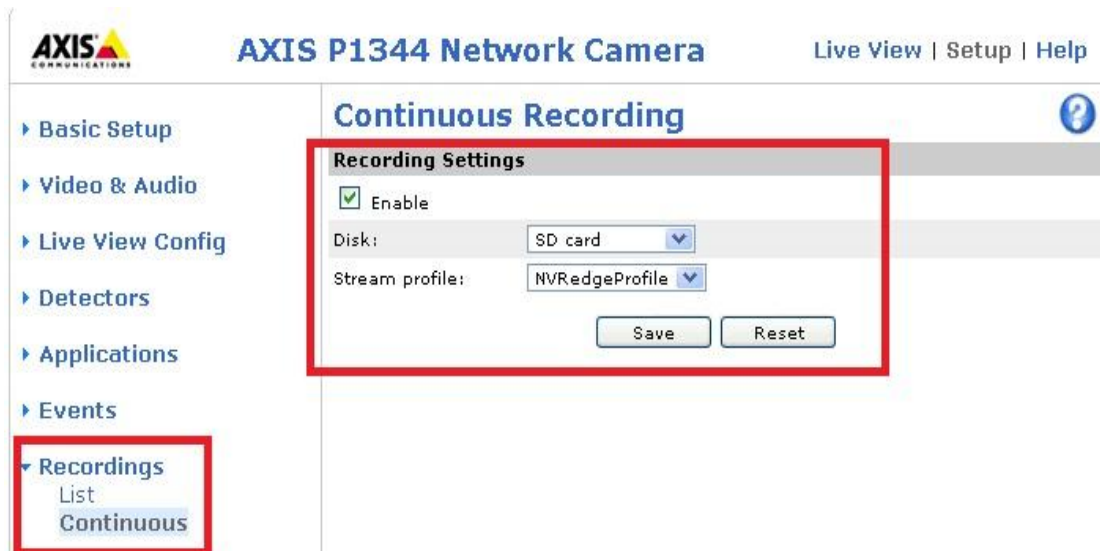 AXIS
COMMUNICATIONS
AXIS P1344 Network Camera
Live View | Setup | Help
Basic Setup
Video & Audio
Live View Config
Detectors
Applications
Events
Recordings
List
Continuous
Continuous Recording
Recording Settings
Enable
Disk: SD card
Stream profile: NVRedgeProfile
Save Reset